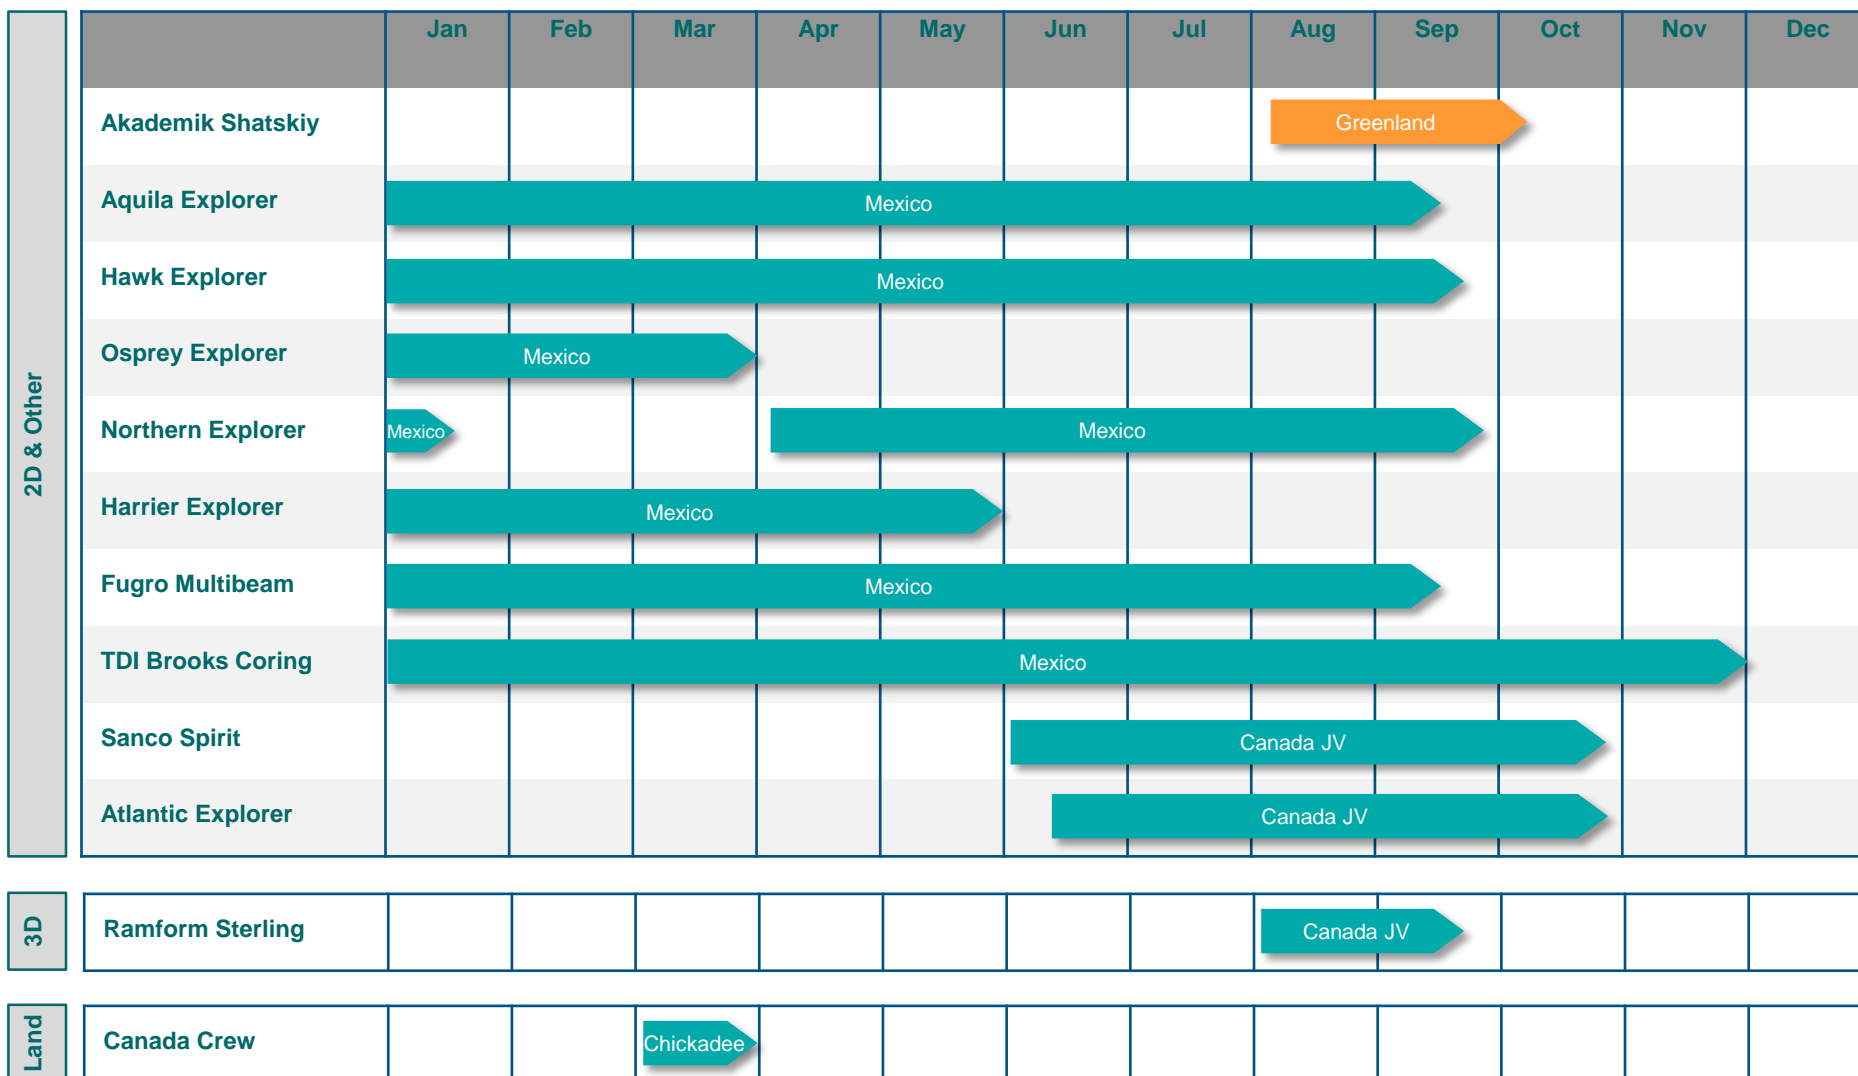 Jan Feb Mar Apr May Jun Jul Aug Sep Oct Nov Dec
2D & Other
Akademik Shatskiy Greenland
Aquila Explorer Mexico
Hawk Explorer Mexico
Osprey Explorer Mexico
Northern Explorer Mexico Mexico
Harrier Explorer Mexico
Fugro Multibeam Mexico
TDI Brooks Coring Mexico
Sanco Spirit Canada JV
Atlantic Explorer Canada JV
3D
Ramform Sterling Canada JV
Land
Canada Crew Chickadee